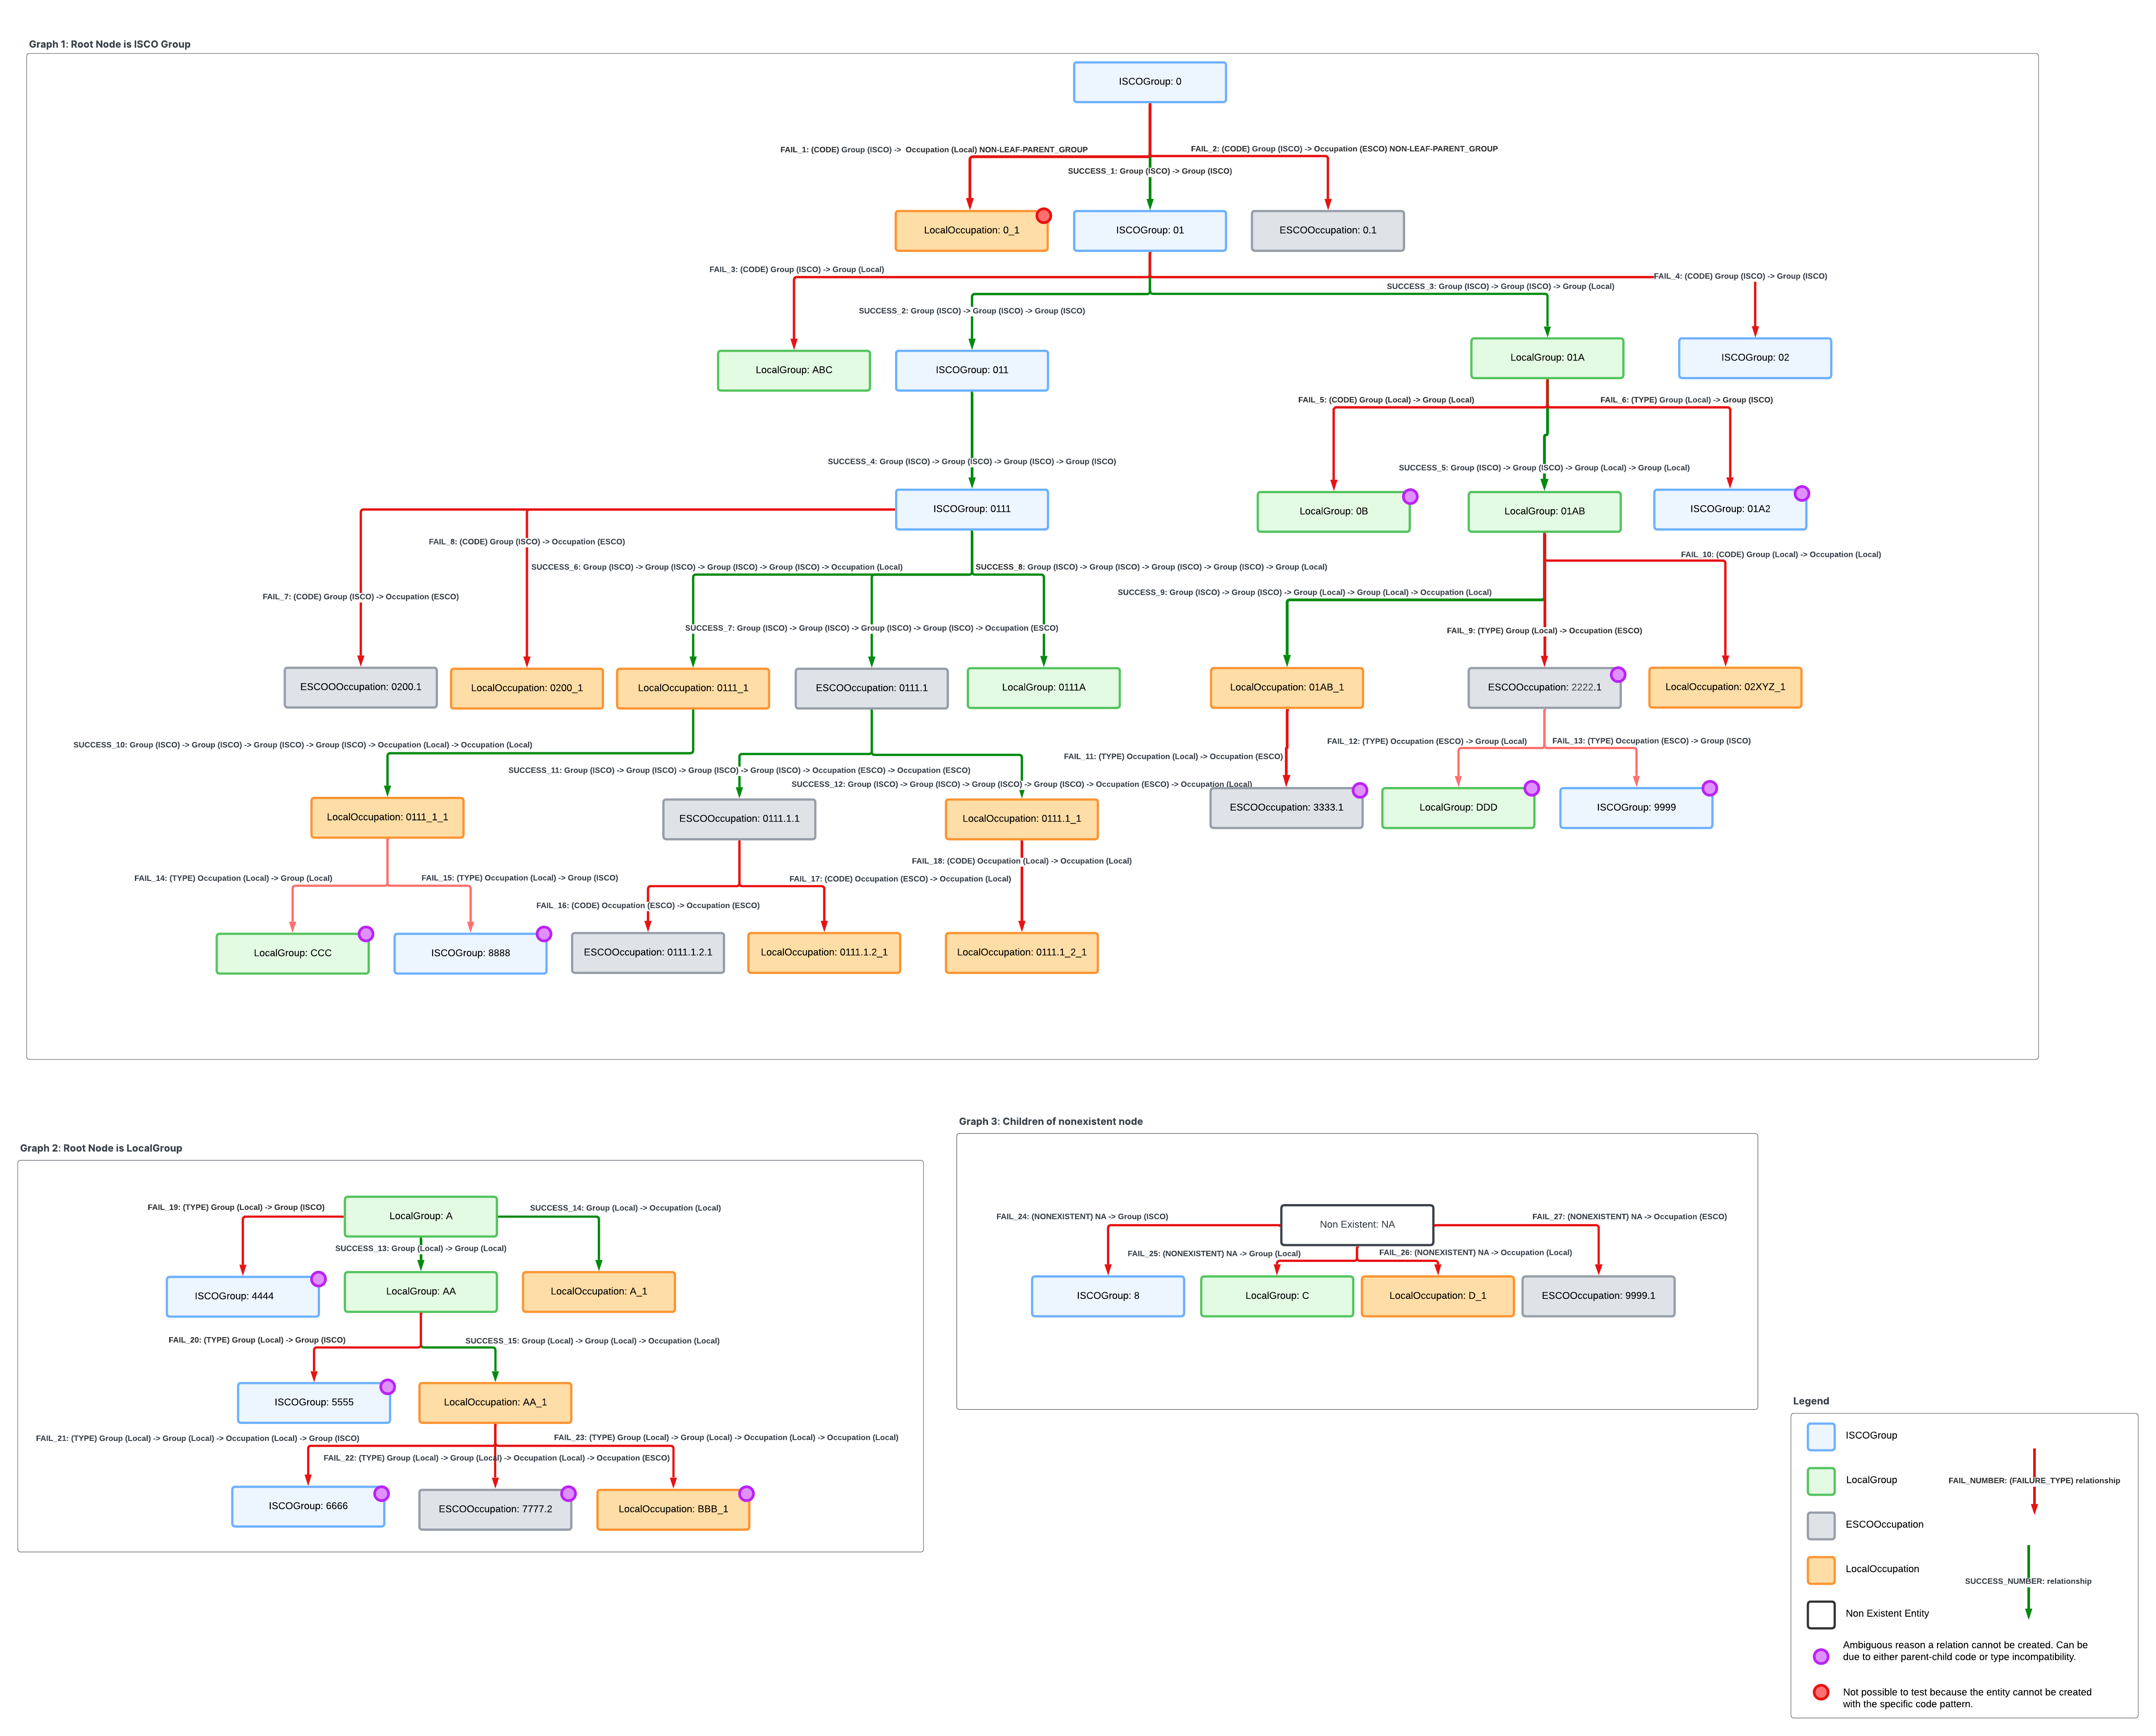 Graph 1: Root Node is ISCO Group
ISCOGroup: 0
FAIL_1: (CODE) Group (ISCO) -> Occupation (Local) NON-LEAF-PARENT_GROUP
FAIL_2: (CODE) Group (ISCO) -> Occupation (ESCO) NON-LEAF-PARENT_GROUP
SUCCESS_1: Group (ISCO) -> Group (ISCO)
LocalOccupation: 0_1
ISCOGroup: 01
ESCOOccupation: 0.1
FAIL_3: (CODE) Group (ISCO) -> Group (Local)
FAIL_4: (CODE) Group (ISCO) -> Group (ISCO)
SUCCESS_3: Group (ISCO) -> Group (ISCO) -> Group (Local)
SUCCESS_2: Group (ISCO) -> Group (ISCO) -> Group (ISCO)
LocalGroup: ABC
ISCOGroup: 011
LocalGroup: 01A
ISCOGroup: 02
FAIL_5: (CODE) Group (Local) -> Group (Local)
FAIL_6: (TYPE) Group (Local) -> Group (ISCO)
SUCCESS_4: Group (ISCO) -> Group (ISCO) -> Group (ISCO) -> Group (ISCO)
SUCCESS_5: Group (ISCO) -> Group (ISCO) -> Group (Local) -> Group (Local)
ISCOGroup: 0111
LocalGroup: 0B
LocalGroup: 01AB
ISCOGroup: 01A2
FAIL_8: (CODE) Group (ISCO) -> Occupation (ESCO)
FAIL_10: (CODE) Group (Local) -> Occupation (Local)
SUCCESS_6: Group (ISCO) -> Group (ISCO) -> Group (ISCO) -> Group (ISCO) -> Occupation (Local)
SUCCESS_8: Group (ISCO) -> Group (ISCO) -> Group (ISCO) -> Group (ISCO) -> Group (Local)
FAIL_7: (CODE) Group (ISCO) -> Occupation (ESCO)
SUCCESS_9: Group (ISCO) -> Group (ISCO) -> Group (Local) -> Group (Local) -> Occupation (Local)
SUCCESS_7: Group (ISCO) -> Group (ISCO) -> Group (ISCO) -> Group (ISCO) -> Occupation (ESCO)
FAIL_9: (TYPE) Group (Local) -> Occupation (ESCO)
ESCOOOccupation: 0200.1
LocalOccupation: 0200_1
LocalOccupation: 0111_1
ESCOOccupation: 0111.1
LocalGroup: 0111A
LocalOccupation: 01AB_1
ESCOOccupation: 2222.1
LocalOccupation: 02XYZ_1
SUCCESS_10: Group (ISCO) -> Group (ISCO) -> Group (ISCO) -> Group (ISCO) -> Occupation (Local) -> Occupation (Local)
FAIL_11: (TYPE) Occupation (Local) -> Occupation (ESCO)
FAIL_12: (TYPE) Occupation (ESCO) -> Group (Local)
FAIL_13: (TYPE) Occupation (ESCO) -> Group (ISCO)
SUCCESS_11: Group (ISCO) -> Group (ISCO) -> Group (ISCO) -> Group (ISCO) -> Occupation (ESCO) -> Occupation (ESCO)
SUCCESS_12: Group (ISCO) -> Group (ISCO) -> Group (ISCO) -> Group (ISCO) -> Occupation (ESCO) -> Occupation (Local)
LocalOccupation: 0111_1_1
ESCOOccupation: 0111.1.1
LocalOccupation: 0111.1_1
ESCOOccupation: 3333.1
LocalGroup: DDD
ISCOGroup: 9999
FAIL_18: (CODE) Occupation (Local) -> Occupation (Local)
FAIL_14: (TYPE) Occupation (Local) -> Group (Local)
FAIL_15: (TYPE) Occupation (Local) -> Group (ISCO)
FAIL_17: (CODE) Occupation (ESCO) -> Occupation (Local)
FAIL_16: (CODE) Occupation (ESCO) -> Occupation (ESCO)
LocalGroup: CCC
ISCOGroup: 8888
ESCOOccupation: 0111.1.2.1
LocalOccupation: 0111.1.2_1
LocalOccupation: 0111.1_2_1
Graph 2: Root Node is LocalGroup
LocalGroup: A
FAIL_19: (TYPE) Group (Local) -> Group (ISCO)
SUCCESS_14: Group (Local) -> Occupation (Local)
SUCCESS_13: Group (Local) -> Group (Local)
ISCOGroup: 4444
LocalGroup: AA
LocalOccupation: A_1
FAIL_20: (TYPE) Group (Local) -> Group (ISCO)
SUCCESS_15: Group (Local) -> Group (Local) -> Occupation (Local)
ISCOGroup: 5555
LocalOccupation: AA_1
FAIL_21: (TYPE) Group (Local) -> Group (Local) -> Occupation (Local) -> Group (ISCO)
FAIL_23: (TYPE) Group (Local) -> Group (Local) -> Occupation (Local) -> Occupation (Local)
FAIL_22: (TYPE) Group (Local) -> Group (Local) -> Occupation (Local) -> Occupation (ESCO)
ISCOGroup: 6666
ESCOOccupation: 7777.2
LocalOccupation: BBB_1
Graph 3: Children of nonexistent node
Non Existent: NA
FAIL_24: (NONEXISTENT) NA -> Group (ISCO)
FAIL_27: (NONEXISTENT) NA -> Occupation (ESCO)
FAIL_25: (NONEXISTENT) NA -> Group (Local)
FAIL_26: (NONEXISTENT) NA -> Occupation (Local)
ISCOGroup: 8
LocalGroup: C
LocalOccupation: D_1
ESCOOccupation: 9999.1
Legend
ISCOGroup
LocalGroup
FAIL_NUMBER: (FAILURE_TYPE) relationship
ESCOOccupation
LocalOccupation
SUCCESS_NUMBER: relationship
Non Existent Entity
Ambiguous reason a relation cannot be created. Can be
due to either parent-child code or type incompatibility.
Not possible to test because the entity cannot be created
with the specific code pattern.